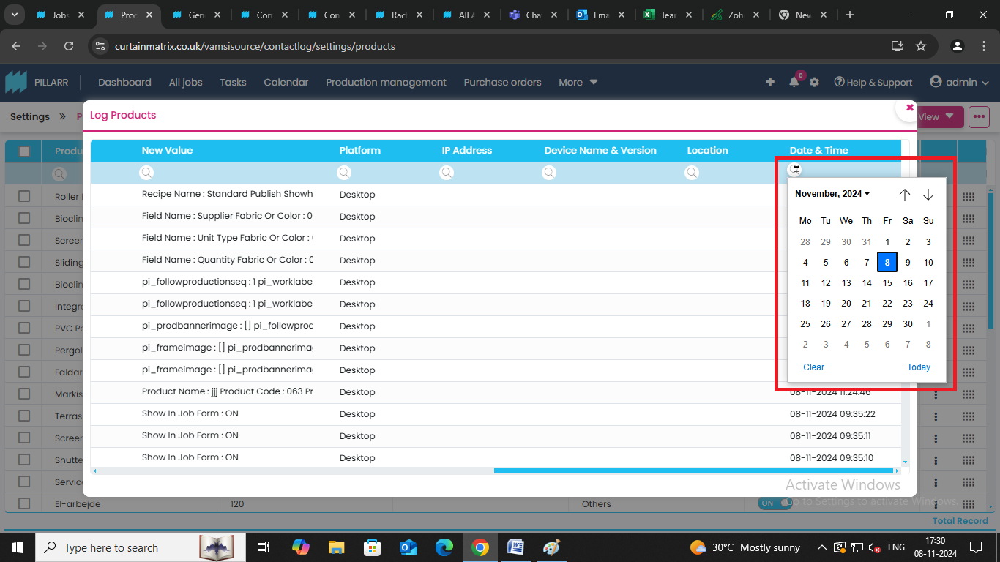 Jobs
Proc
Gen
Con
Con
Rack
All A
Cha
Ema
Tean
Zoh
New
curtainmatrix.co.uk/vamsisource/contactlog/settings/products
PILLARR Dashboard All jobs Tasks Calendar Production management Purchase orders More 0 Help & Support admin
Settings » P View
Log Products
Produ New Value Platform IP Address Device Name & Version Location Date & Time
Roller Recipe Name : Standard Publish Showh Desktop
Bioclin Field Name : Supplier Fabric Or Color : 0 Desktop
Screen Field Name : Unit Type Fabric Or Color : Desktop
Sliding Field Name : Quantity Fabric Or Color : 0 Desktop
Bioclin pi_followproductionseq : 1 pi_worklabel Desktop
Integr pi_followproductionseq : 1 pi_worklabel Desktop
PVC Pe pi_prodbannerimage : [] pi_followprod Desktop
Pergol pi_frameimage : [] pi_prodbannerimag Desktop
Faldar pi_frameimage : [] pi_prodbannerimag Desktop
Markis Product Name : jjj Product Code : 063 Pr Desktop 08-11-2024 11:24:46
Terras Show In Job Form : ON Desktop 08-11-2024 09:35:22
Screen Show In Job Form : ON Desktop 08-11-2024 09:35:11
Shutte Show In Job Form : ON Desktop 08-11-2024 09:35:10
Servic
El-arbejde 120 Others ON
November, 2024
Mo Tu We Th Fr Sa Su
28 29 30 31 1 2 3
4 5 6 7 8 9 10
11 12 13 14 15 16 17
18 19 20 21 22 23 24
25 26 27 28 29 30 1
2 3 4 5 6 7 8
Clear Today
Activate Windows
Go to Settings to activate Windows.
Total Record
Type here to search
30°C Mostly sunny
ENG
17:30
08-11-2024